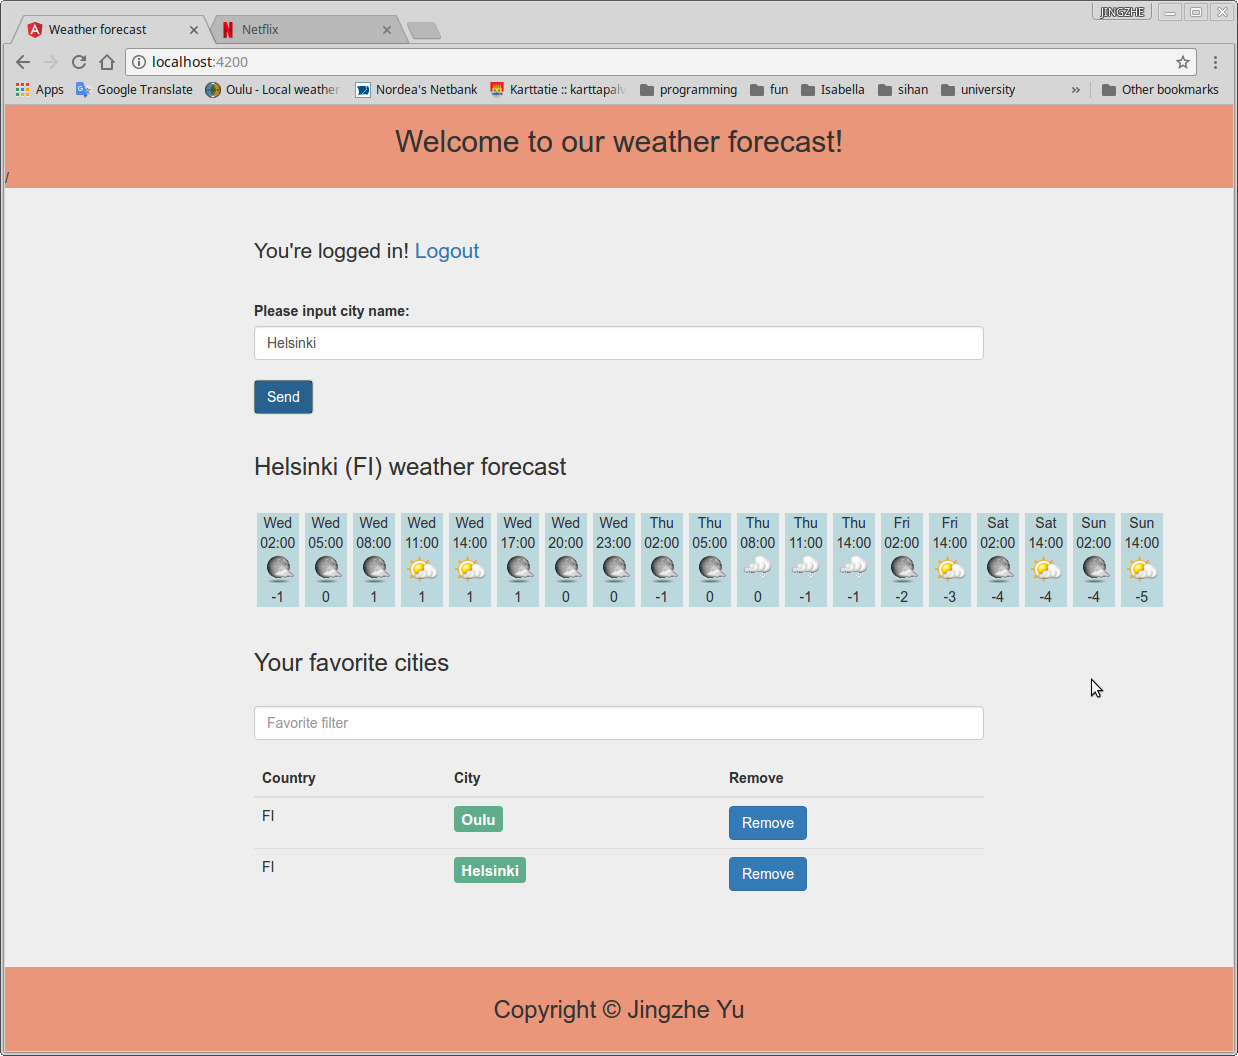 JINGZHE
Weather forecast
Netflix
localhost:4200
Apps Google Translate Oulu - Local weather Nordea's Netbank Karttatie :: karttapalv programming fun Isabella sihan university » Other bookmarks
Welcome to our weather forecast!
/
You're logged in! Logout
Please input city name:
Helsinki
Send
Helsinki (FI) weather forecast
Wed Wed Wed Wed Wed Wed Wed Wed Thu Thu Thu Thu Thu Fri Fri Sat Sat Sun Sun
02:00 05:00 08:00 11:00 14:00 17:00 20:00 23:00 02:00 05:00 08:00 11:00 14:00 02:00 14:00 02:00 14:00 02:00 14:00
-1 0 1 1 1 1 0 0 -1 0 0 -1 -1 -2 -3 -4 -4 -4 -5
Your favorite cities
Favorite filter
Country City Remove
FI Oulu Remove
FI Helsinki Remove
Copyright © Jingzhe Yu